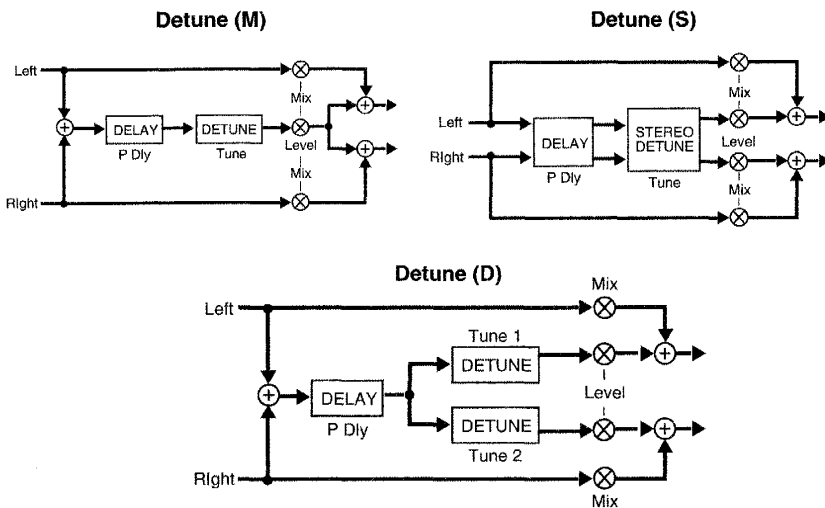 Detune (M)
Left
DELAY
P Dly
DETUNE
Tune
Mix
Level
Mix
RIght
Detune (S)
Left
RIght
DELAY
P Dly
STEREO
DETUNE
Tune
Mix
Level
Mix
Detune (D)
Left
DELAY
P Dly
Tune 1
DETUNE
DETUNE
Tune 2
Mix
Level
Mix
RIght